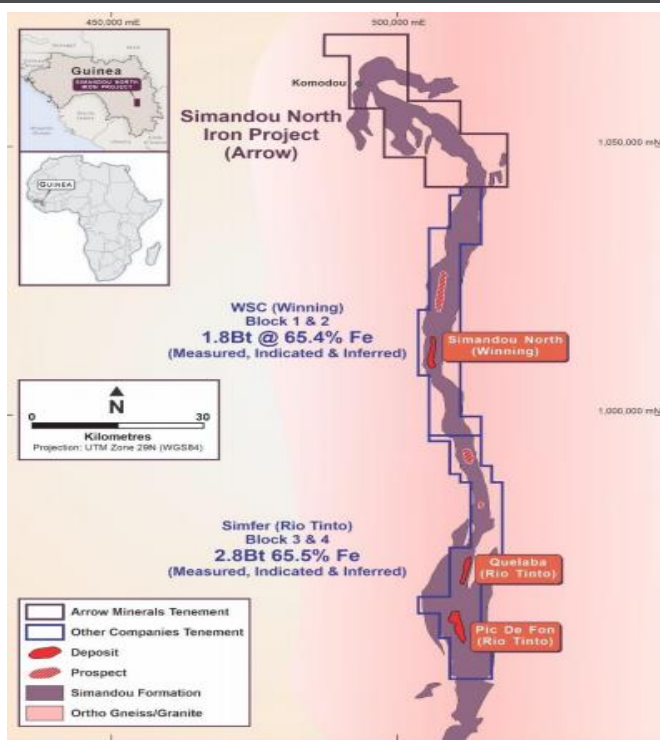 450,000 mE
500,000 mE
Guinea
SIMANDOU NORTH
IRON PROJECT
GUINEA
Komodou
Simandou North
Iron Project
(Arrow)
1,050,000 mN
WSC (Winning)
Block 1 & 2
1.8Bt @ 65.4% Fe
(Measured, Indicated & Inferred)
Simandou North
(Winning)
N
0
30
Kilometres
Projection: UTM Zone 29N (WGS84)
1,000,000 mN
Simfer (Rio Tinto)
Block 3 & 4
2.8Bt 65.5% Fe
(Measured, Indicated & Inferred)
Quelaba
(Rio Tinto)
Pic De Fon
(Rio Tinto)
Arrow Minerals Tenement
Other Companies Tenement
Deposit
Prospect
Simandou Formation
Ortho Gneiss/Granite